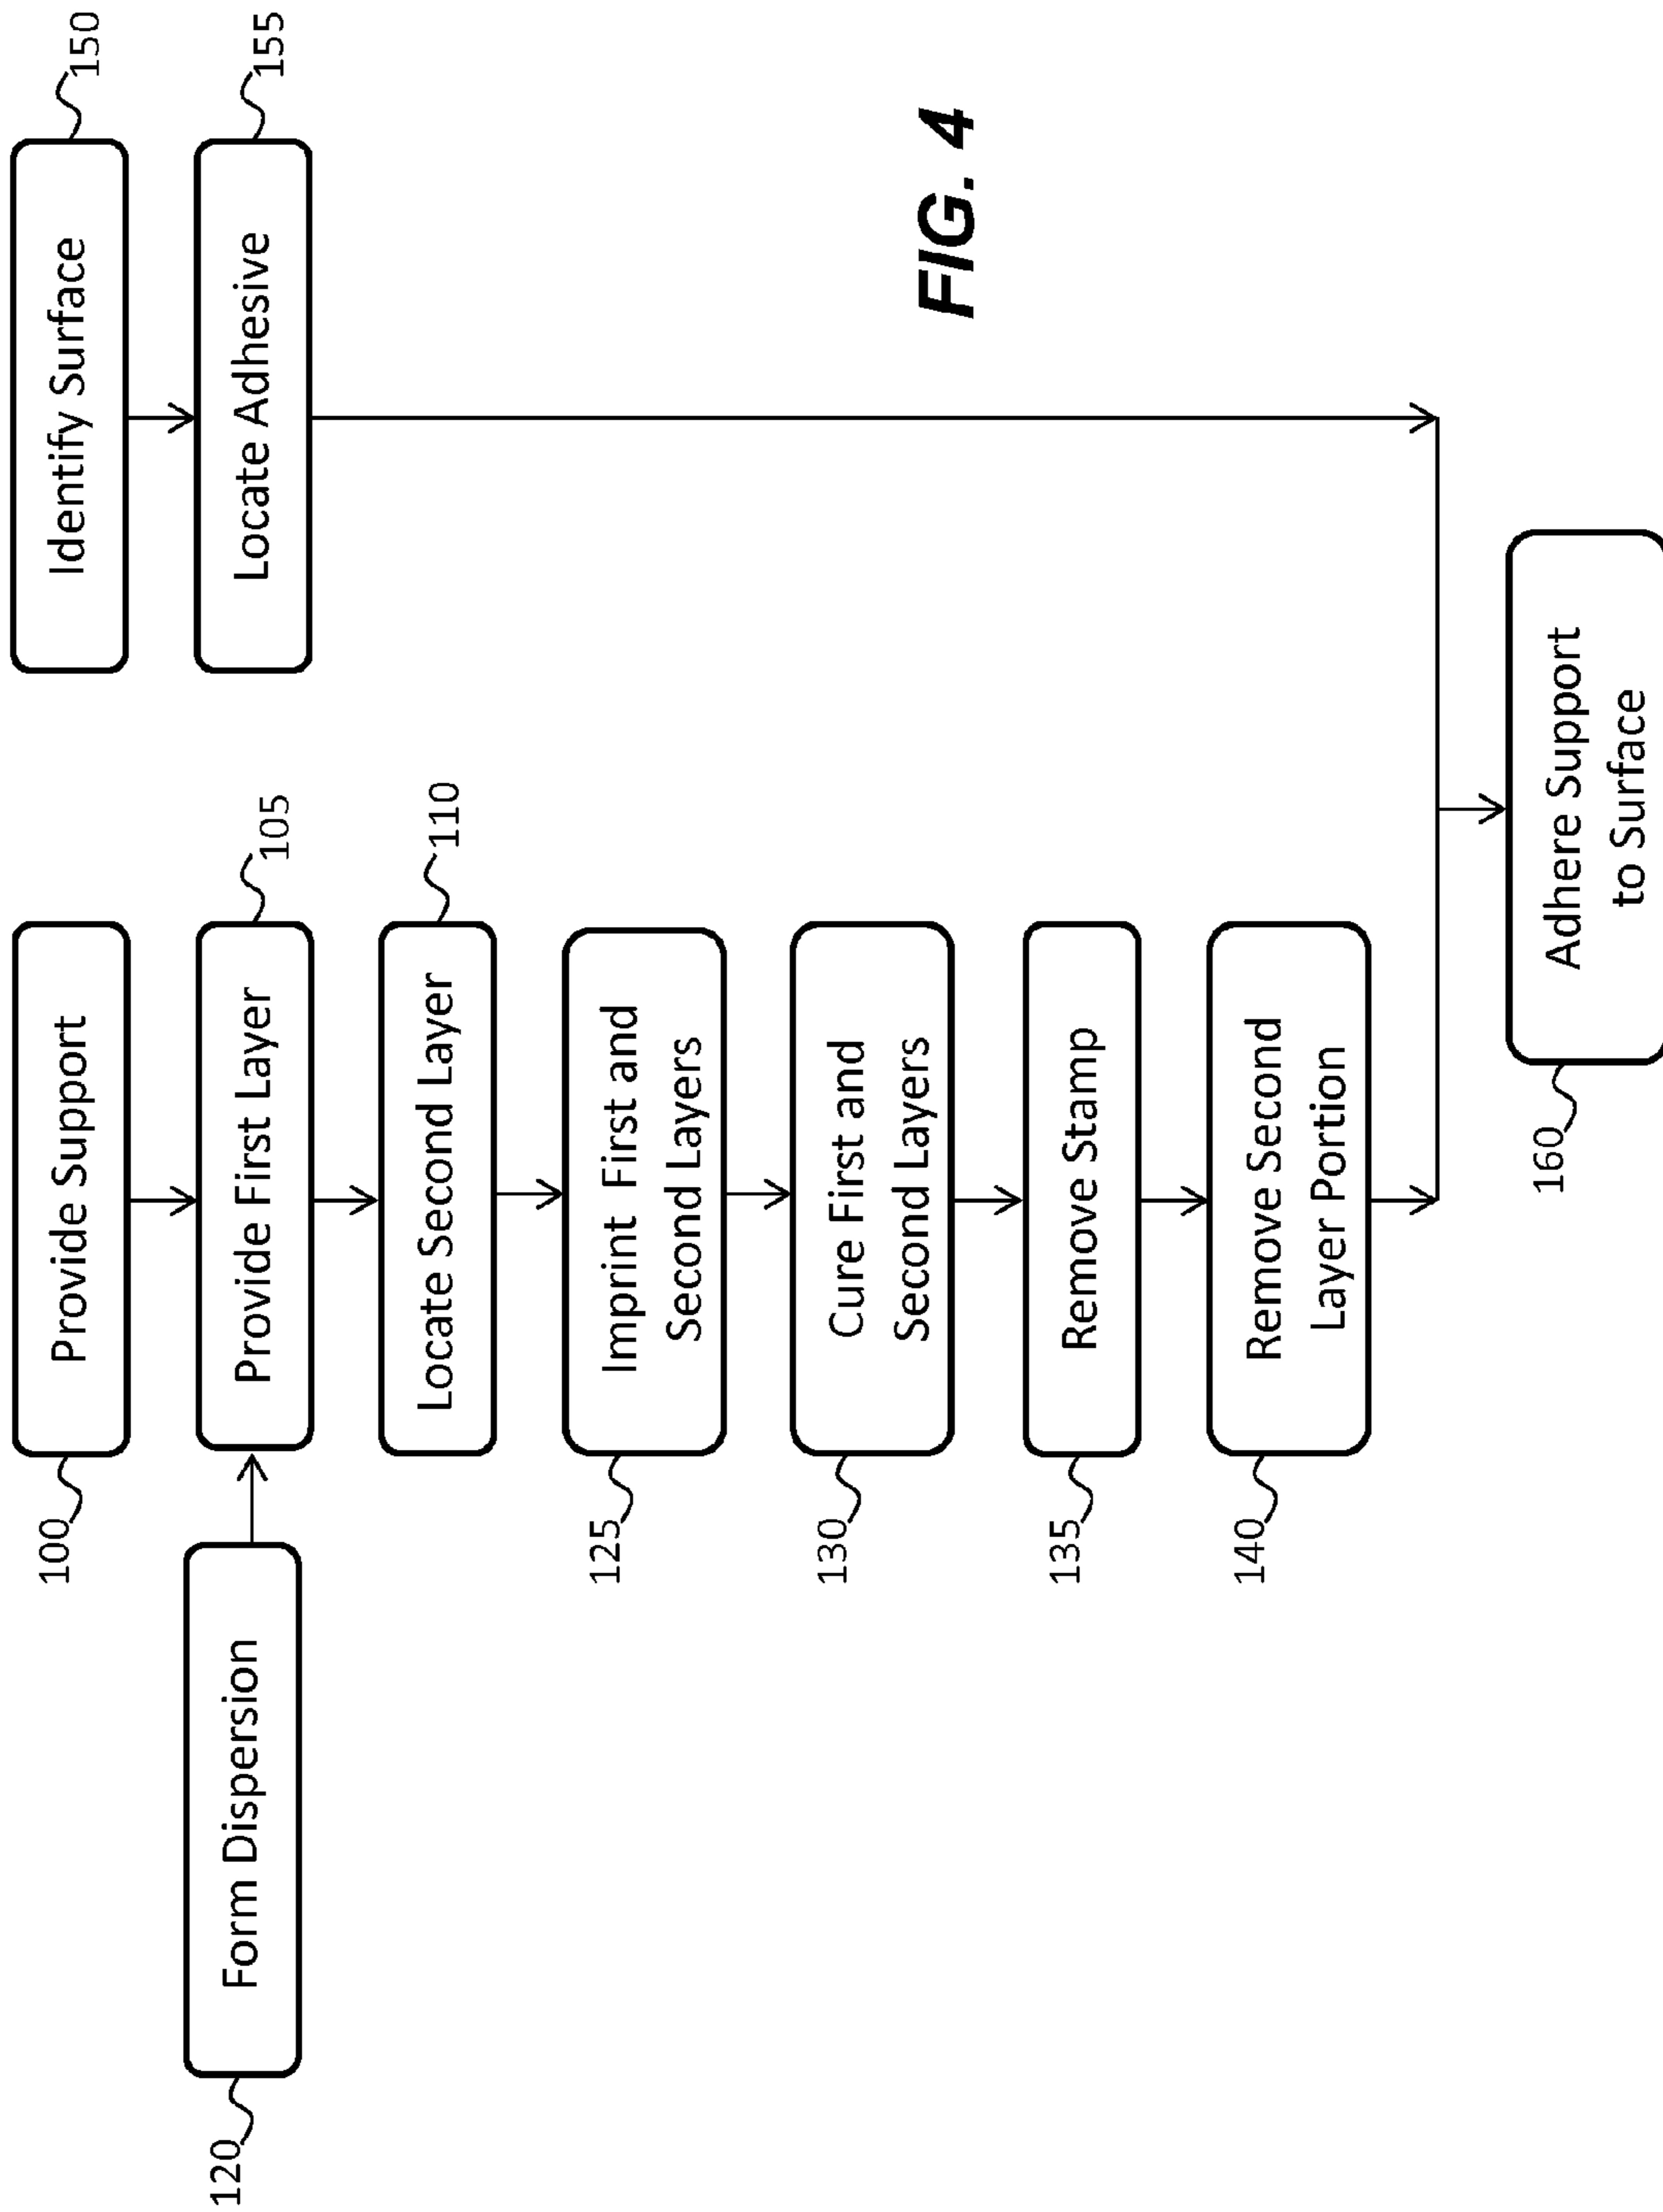 100
Provide Support
Identify Surface
150
120
Form Dispersion
Provide First Layer
105
Locate Adhesive
155
Locate Second Layer
110
125
Imprint First and
Second Layers
130
Cure First and
Second Layers
135
Remove Stamp
140
Remove Second
Layer Portion
160
Adhere Support
to Surface
FIG. 4